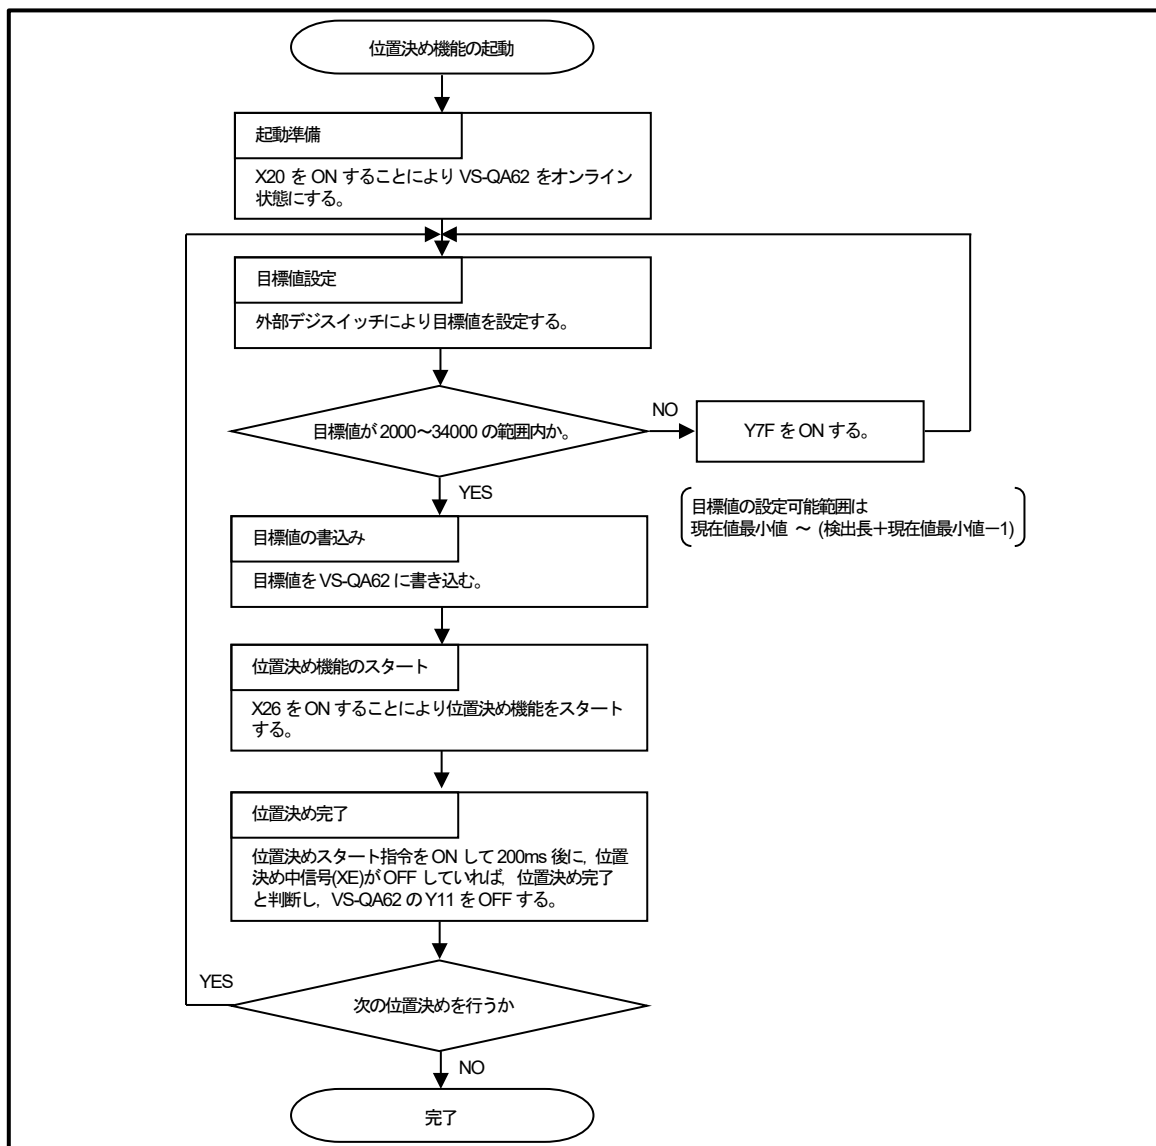 位置決め機能の起動
起動準備
X20 を ON することにより VS-QA62 をオンライン
状態にする。
目標値設定
外部デジスイッチにより目標値を設定する。
目標値が 2000～34000 の範囲内か。
NO
Y7F を ON する。
YES
目標値の設定可能範囲は
現在値最小値 ～ (検出長＋現在値最小値－1)
目標値の書込み
目標値を VS-QA62 に書き込む。
位置決め機能のスタート
X26 を ON することにより位置決め機能をスタート
する。
位置決め完了
位置決めスタート指令を ON して 200ms 後に, 位置
決め中信号(XE)が OFF していれば, 位置決め完了
と判断し, VS-QA62 の Y11 を OFF する。
YES
次の位置決めを行うか
NO
完了